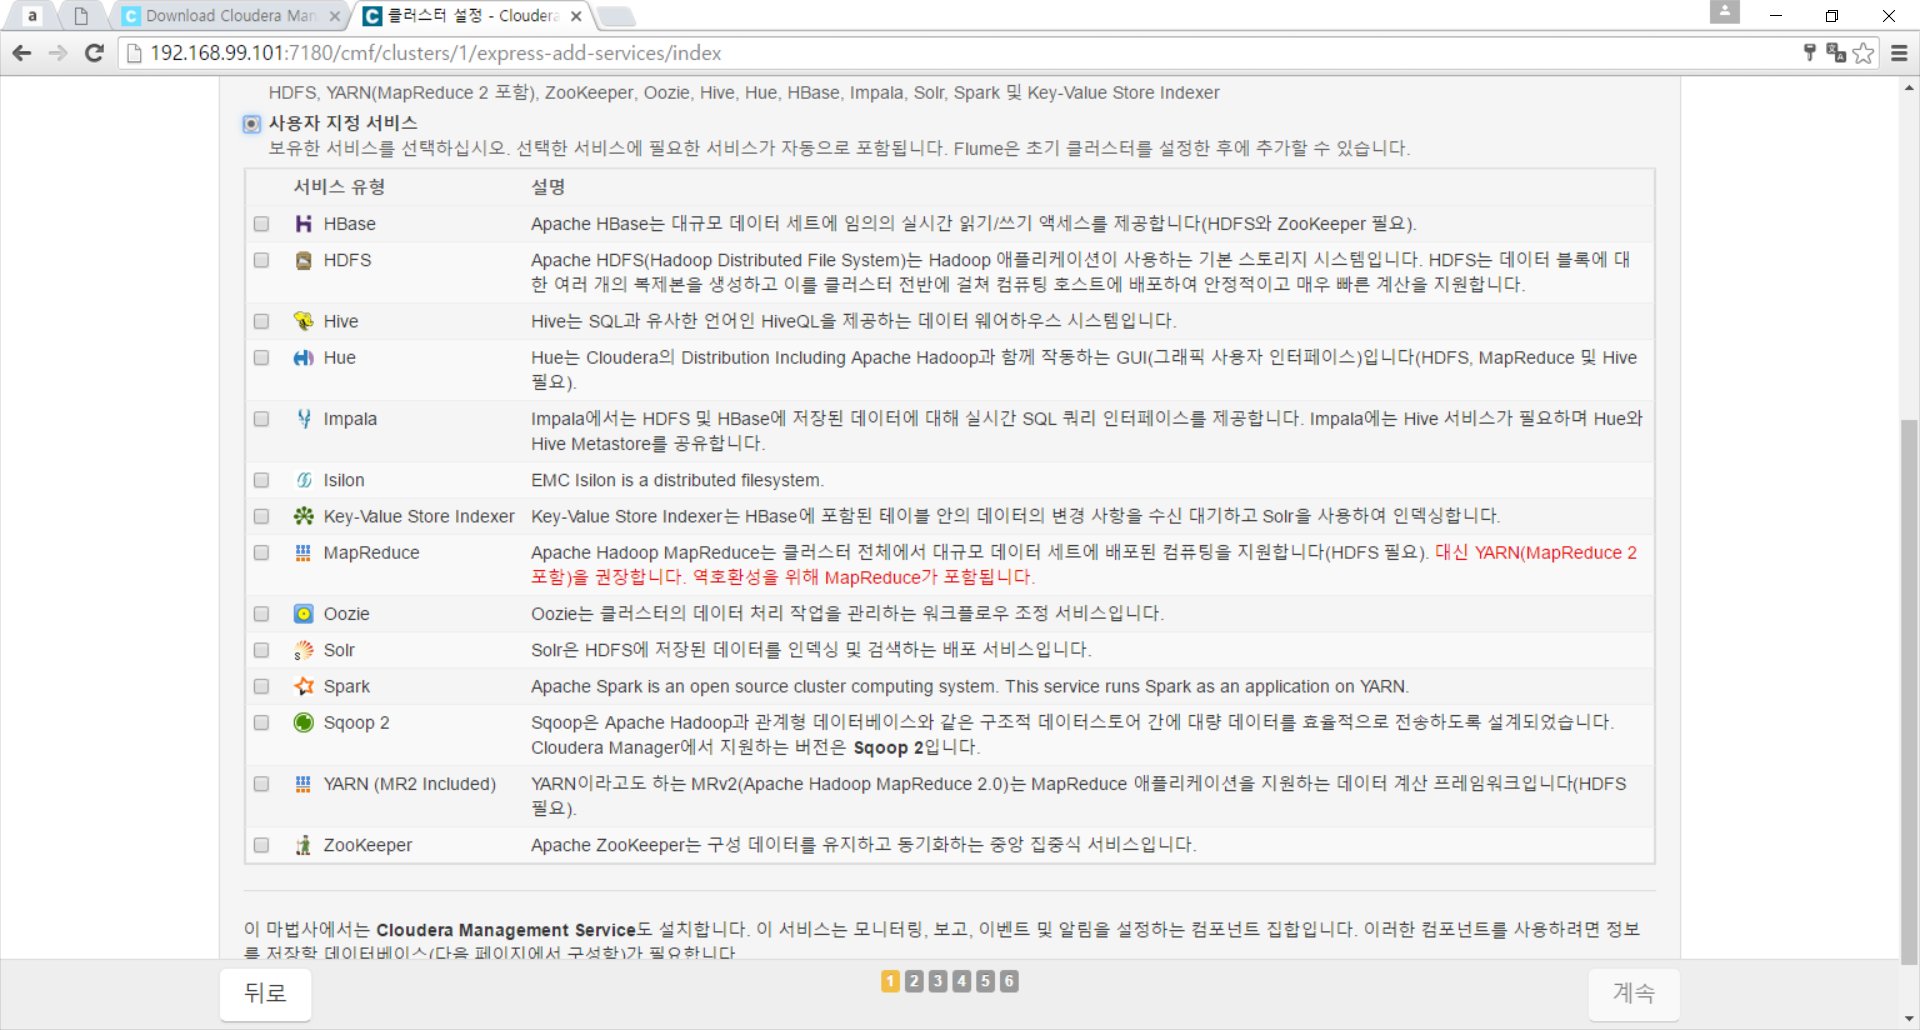 a
Download Cloudera Man
클러스터 설정 - Cloudera
192.168.99.101:7180/cmf/clusters/1/express-add-services/index
HDFS, YARN(MapReduce 2 포함), ZooKeeper, Oozie, Hive, Hue, HBase, Impala, Solr, Spark 및 Key-Value Store Indexer
사용자 지정 서비스
보유한 서비스를 선택하십시오. 선택한 서비스에 필요한 서비스가 자동으로 포함됩니다. Flume은 초기 클러스터를 설정한 후에 추가할 수 있습니다.
서비스 유형 설명
HBase Apache HBase는 대규모 데이터 세트에 임의의 실시간 읽기/쓰기 액세스를 제공합니다(HDFS와 ZooKeeper 필요).
HDFS Apache HDFS(Hadoop Distributed File System)는 Hadoop 애플리케이션이 사용하는 기본 스토리지 시스템입니다. HDFS는 데이터 블록에 대
한 여러 개의 복제본을 생성하고 이를 클러스터 전반에 걸쳐 컴퓨팅 호스트에 배포하여 안정적이고 매우 빠른 계산을 지원합니다.
Hive Hive는 SQL과 유사한 언어인 HiveQL을 제공하는 데이터 웨어하우스 시스템입니다.
Hue Hue는 Cloudera의 Distribution Including Apache Hadoop과 함께 작동하는 GUI(그래픽 사용자 인터페이스)입니다(HDFS, MapReduce 및 Hive
필요).
Impala Impala에서는 HDFS 및 HBase에 저장된 데이터에 대해 실시간 SQL 쿼리 인터페이스를 제공합니다. Impala에는 Hive 서비스가 필요하며 Hue와
Hive Metastore를 공유합니다.
Isilon EMC Isilon is a distributed filesystem.
Key-Value Store Indexer Key-Value Store Indexer는 HBase에 포함된 테이블 안의 데이터의 변경 사항을 수신 대기하고 Solr을 사용하여 인덱싱합니다.
MapReduce Apache Hadoop MapReduce는 클러스터 전체에서 대규모 데이터 세트에 배포된 컴퓨팅을 지원합니다(HDFS 필요). 대신 YARN(MapReduce 2
포함)을 권장합니다. 역호환성을 위해 MapReduce가 포함됩니다.
Oozie Oozie는 클러스터의 데이터 처리 작업을 관리하는 워크플로우 조정 서비스입니다.
Solr Solr은 HDFS에 저장된 데이터를 인덱싱 및 검색하는 배포 서비스입니다.
Spark Apache Spark is an open source cluster computing system. This service runs Spark as an application on YARN.
Sqoop 2 Sqoop은 Apache Hadoop과 관계형 데이터베이스와 같은 구조적 데이터스토어 간에 대량 데이터를 효율적으로 전송하도록 설계되었습니다.
Cloudera Manager에서 지원하는 버전은 Sqoop 2입니다.
YARN (MR2 Included) YARN이라고도 하는 MRv2(Apache Hadoop MapReduce 2.0)는 MapReduce 애플리케이션을 지원하는 데이터 계산 프레임워크입니다(HDFS
필요).
ZooKeeper Apache ZooKeeper는 구성 데이터를 유지하고 동기화하는 중앙 집중식 서비스입니다.
이 마법사에서는 Cloudera Management Service도 설치합니다. 이 서비스는 모니터링, 보고, 이벤트 및 알림을 설정하는 컴포넌트 집합입니다. 이러한 컴포넌트를 사용하려면 정보
를 저장할 데이터베이스(다음 페이지에서 구성함)가 필요합니다
뒤로 1 2 3 4 5 6 계속